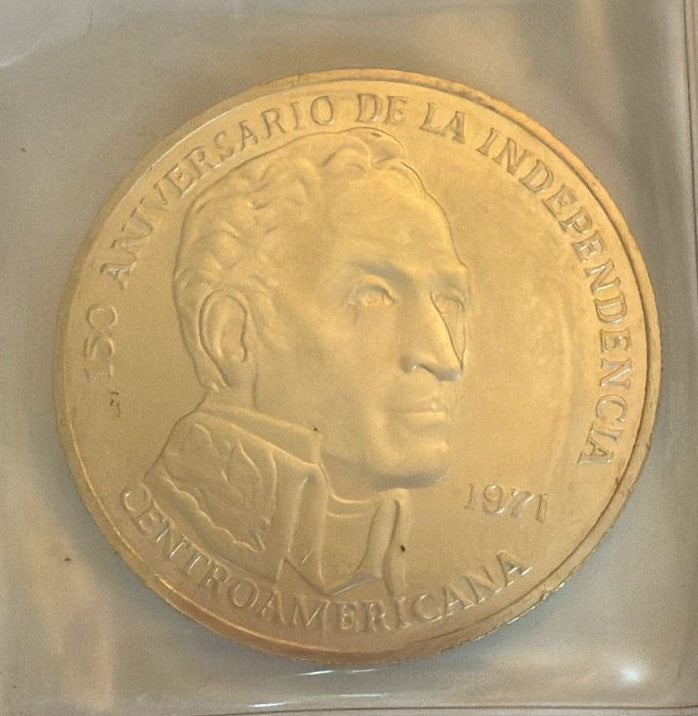 150 ANIVERSARIO DE LA INDEPENDENCIA
CENTROAMERICANA
1971